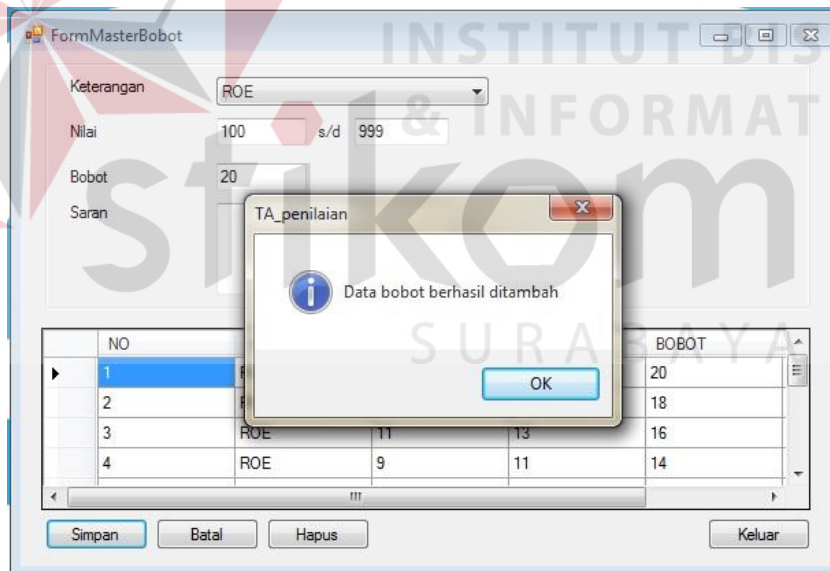 FormMasterBobot
INSTITUT BIS
& INFORMAT
stikom
SURABAYA
Keterangan ROE
Nilai 100 s/d 999
Bobot 20
Saran
TA_penilaian
Data bobot berhasil ditambah
OK
NO BOBOT
1 20
2 18
3 ROE 11 13 16
4 ROE 9 11 14
Simpan Batal Hapus Keluar